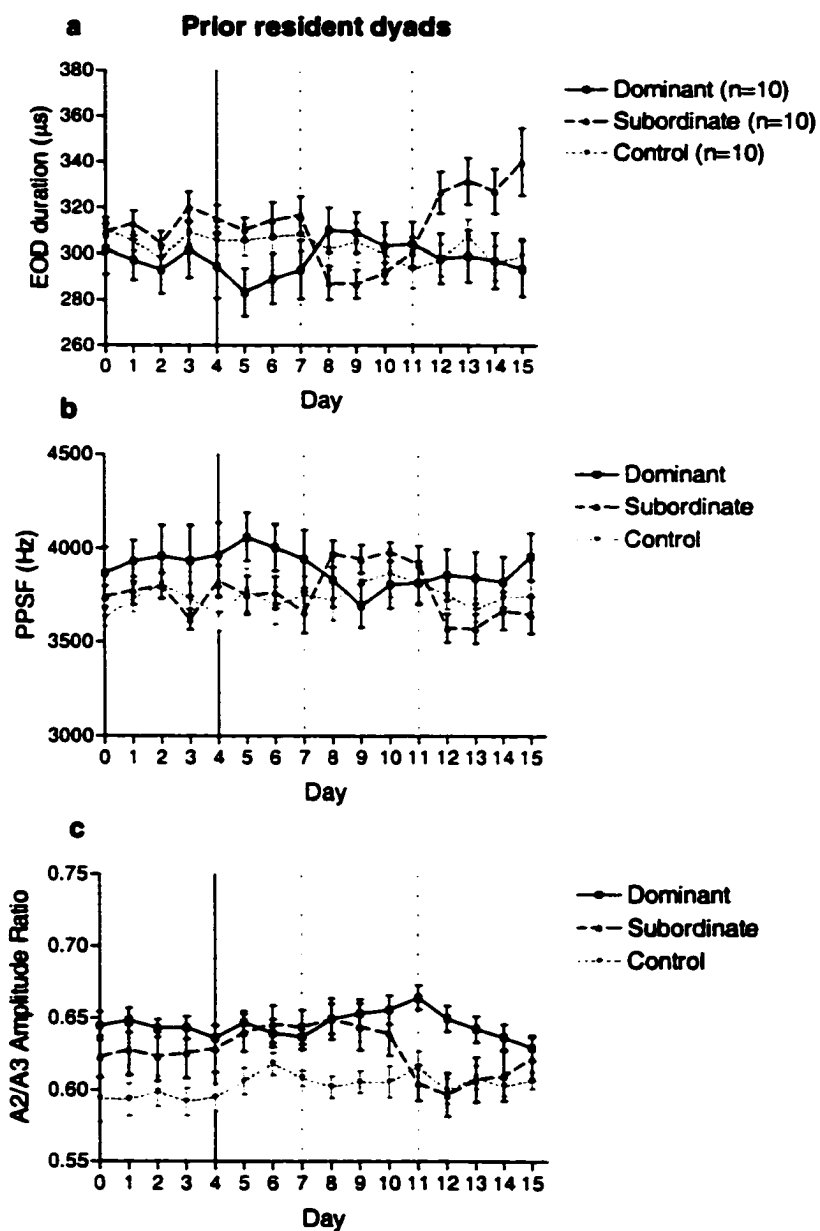 a Prior resident dyads
EOD duration (µs)
380
360
340
320
300
280
260
0 1 2 3 4 5 6 7 8 9 10 11 12 13 14 15
Day
Dominant (n=10)
Subordinate (n=10)
Control (n=10)
b
PPSF (Hz)
4500
4000
3500
3000
0 1 2 3 4 5 6 7 8 9 10 11 12 13 14 15
Day
Dominant
Subordinate
Control
c
A2/A3 Amplitude Ratio
0.75
0.70
0.65
0.60
0.55
0 1 2 3 4 5 6 7 8 9 10 11 12 13 14 15
Day
Dominant
Subordinate
Control